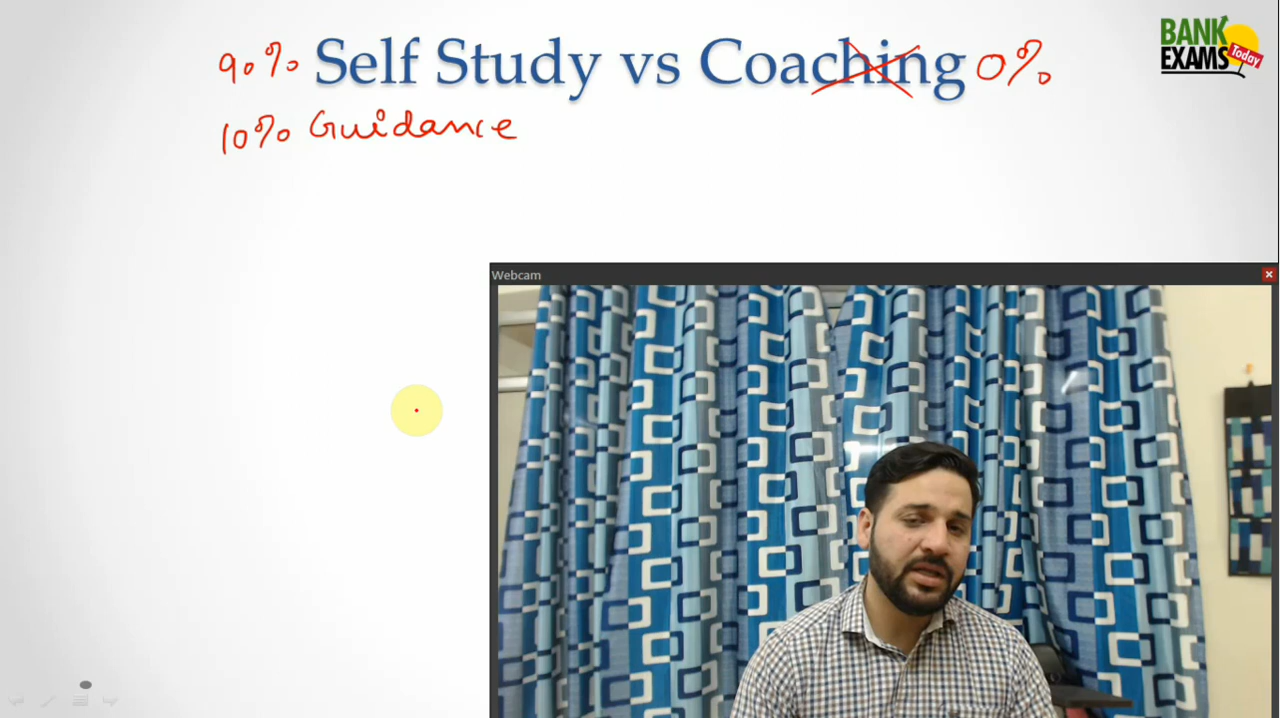 90% Self Study vs Coaching 0%
10% Guidance
BANK
EXAMS Today
Webcam